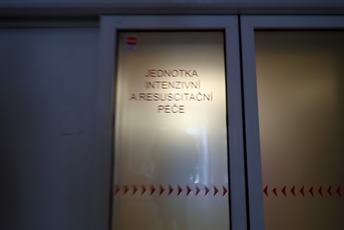 JEDNOTKA
INTENZIVNÍ
A RESUSCITAČNÍ
PÉČE